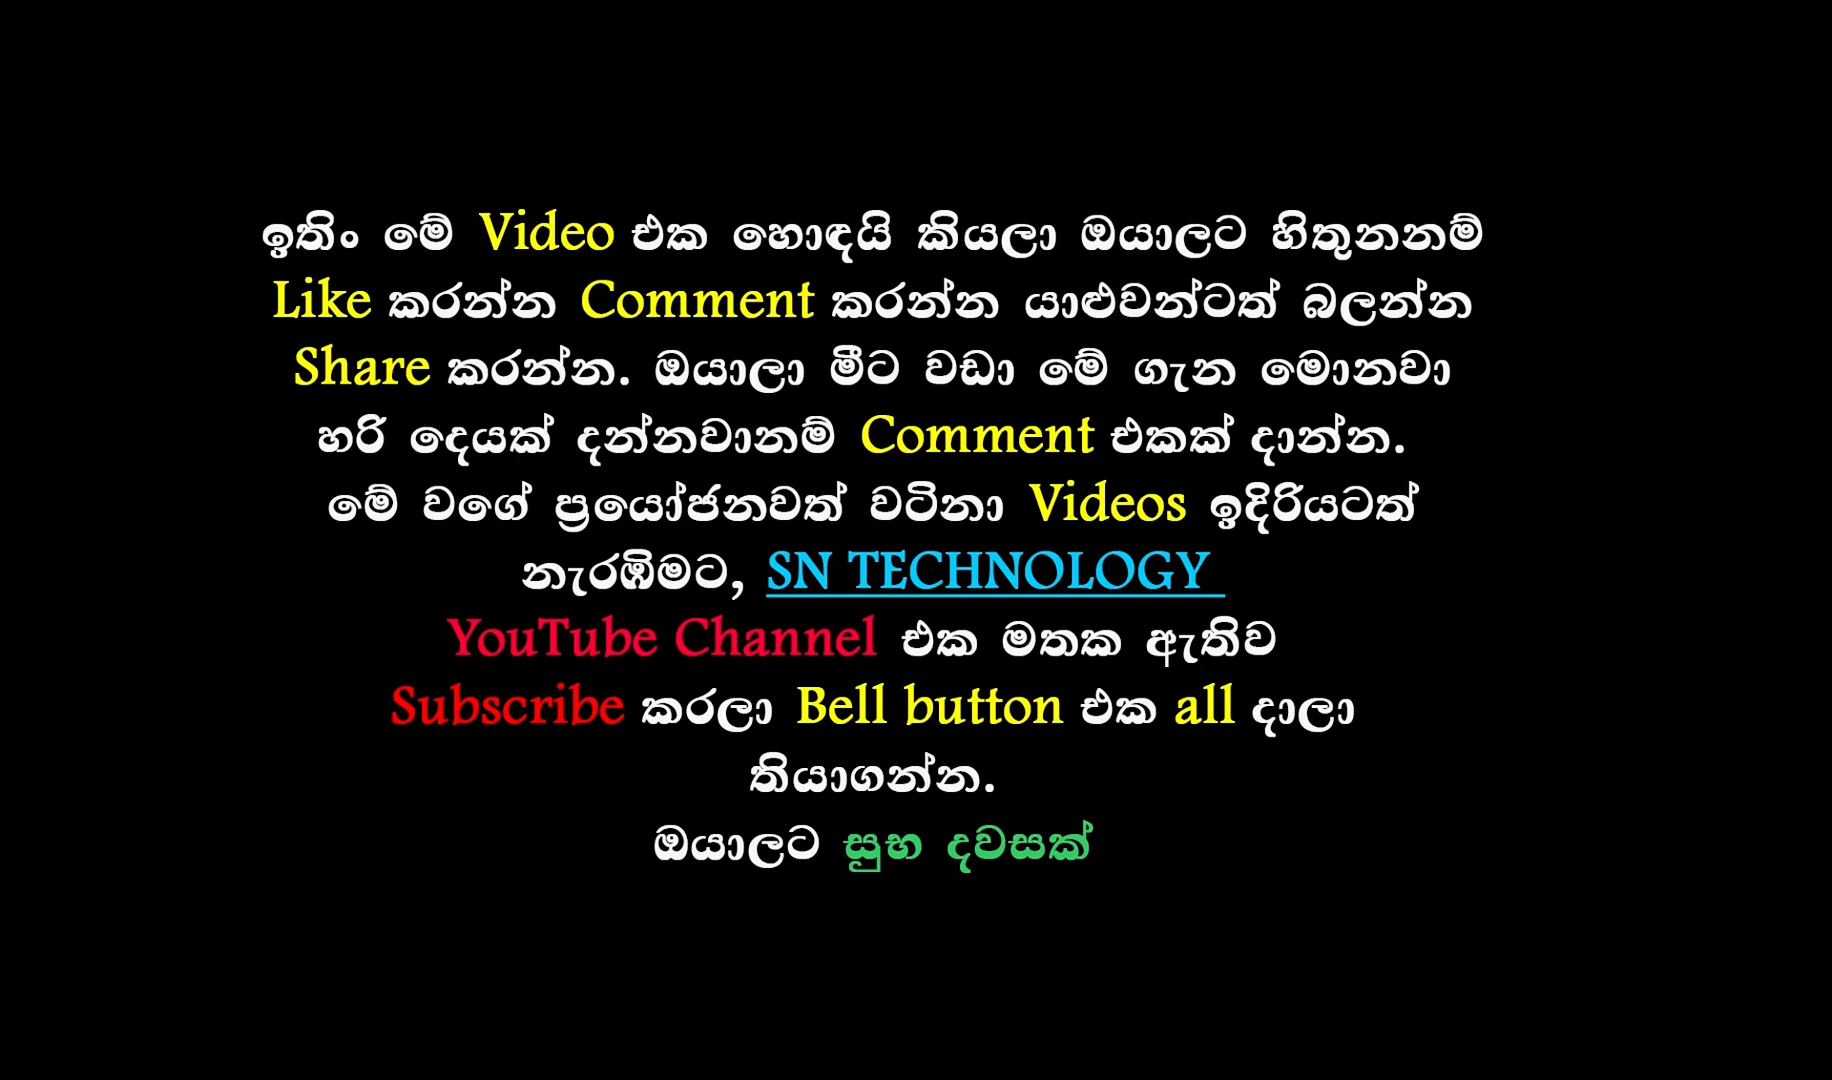 ඉතිං මේ Video එක හොඳයි කියලා ඔයාලට හිතුනනම්
Like කරන්න Comment කරන්න යාළුවන්ටත් බලන්න
Share කරන්න. ඔයාලා මීට වඩා මේ ගැන මොනවා
හරි දෙයක් දන්නවානම් Comment එකක් දාන්න.
මේ වගේ ප්‍රයෝජනවත් වටිනා Videos ඉදිරියටත්
නැරඹීමට, SN TECHNOLOGY
YouTube Channel එක මතක ඇතිව
Subscribe කරලා Bell button එක all දාලා
තියාගන්න.
ඔයාලට සුභ දවසක්